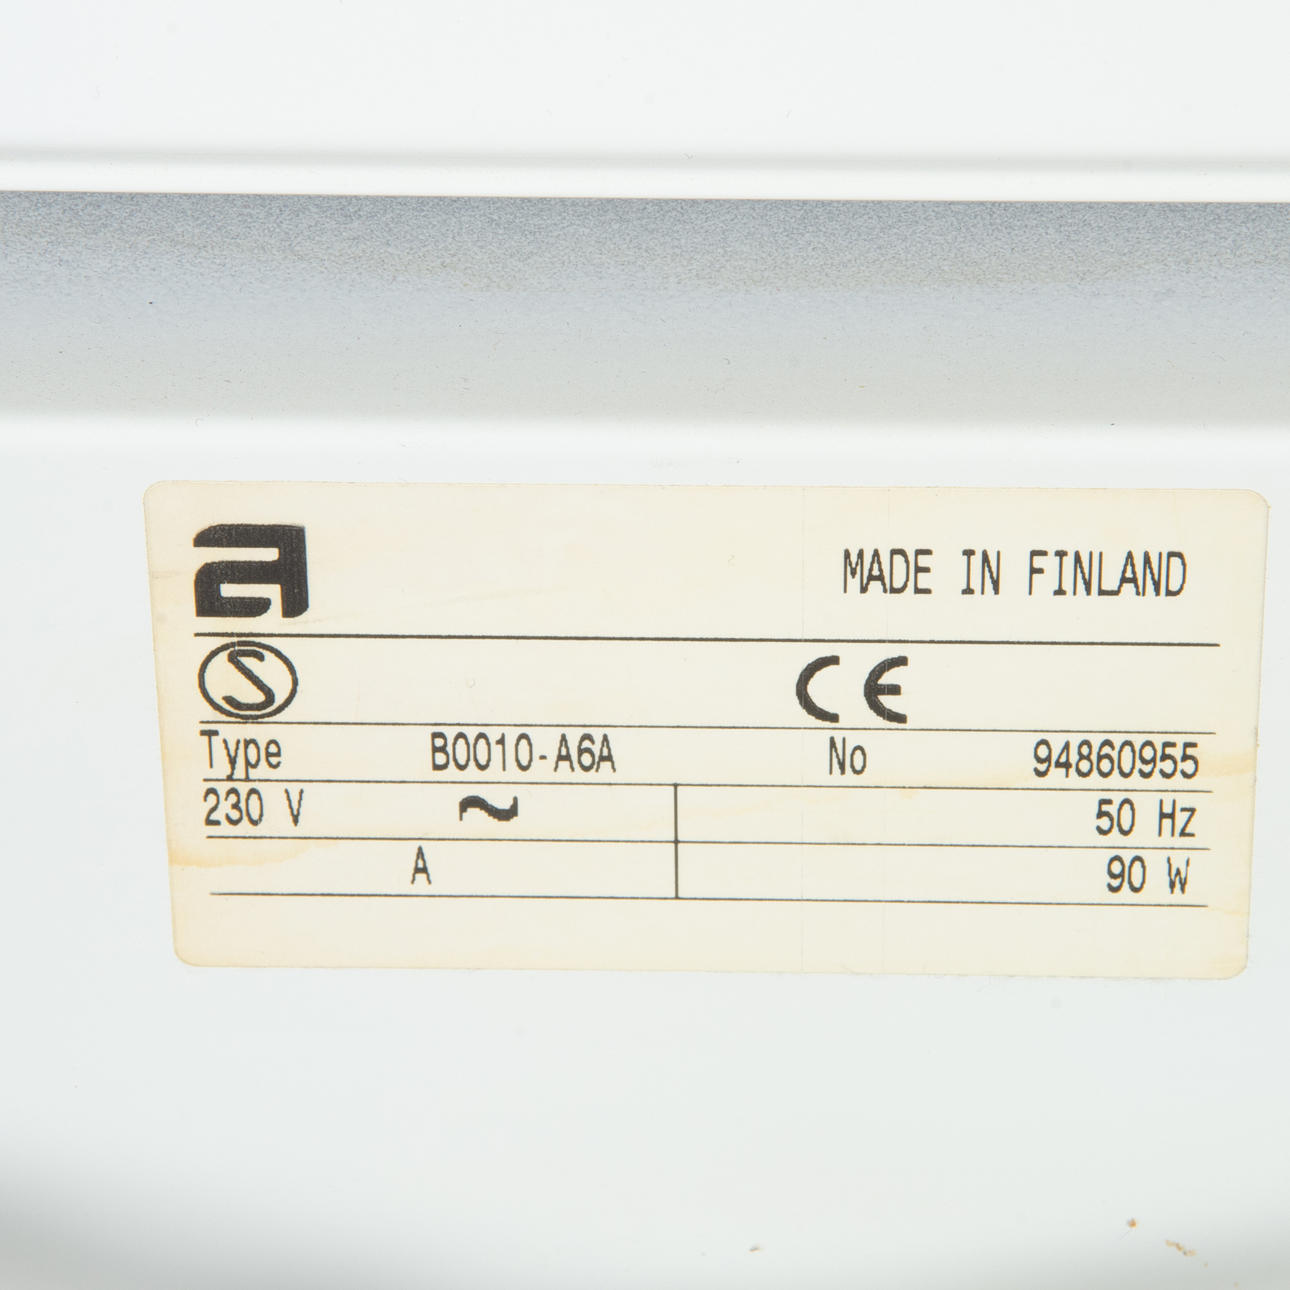 MADE IN FINLAND
S
CE
Type B0010-A6A No 94860955
230 V ~ 50 Hz
A 90 W